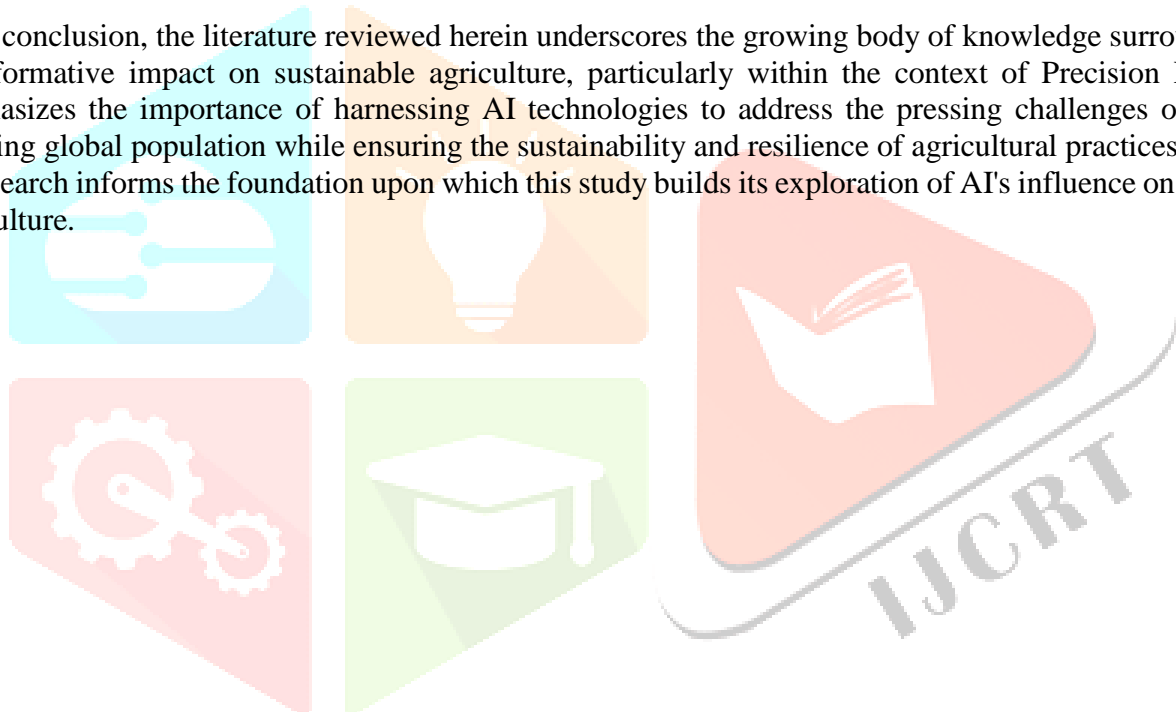 conclusion, the literature reviewed herein underscores the growing body of knowledge surro
formative impact on sustainable agriculture, particularly within the context of Precision
asizes the importance of harnessing AI technologies to address the pressing challenges o
ing global population while ensuring the sustainability and resilience of agricultural practices
earch informs the foundation upon which this study builds its exploration of AI's influence on
ulture.
IJCRT